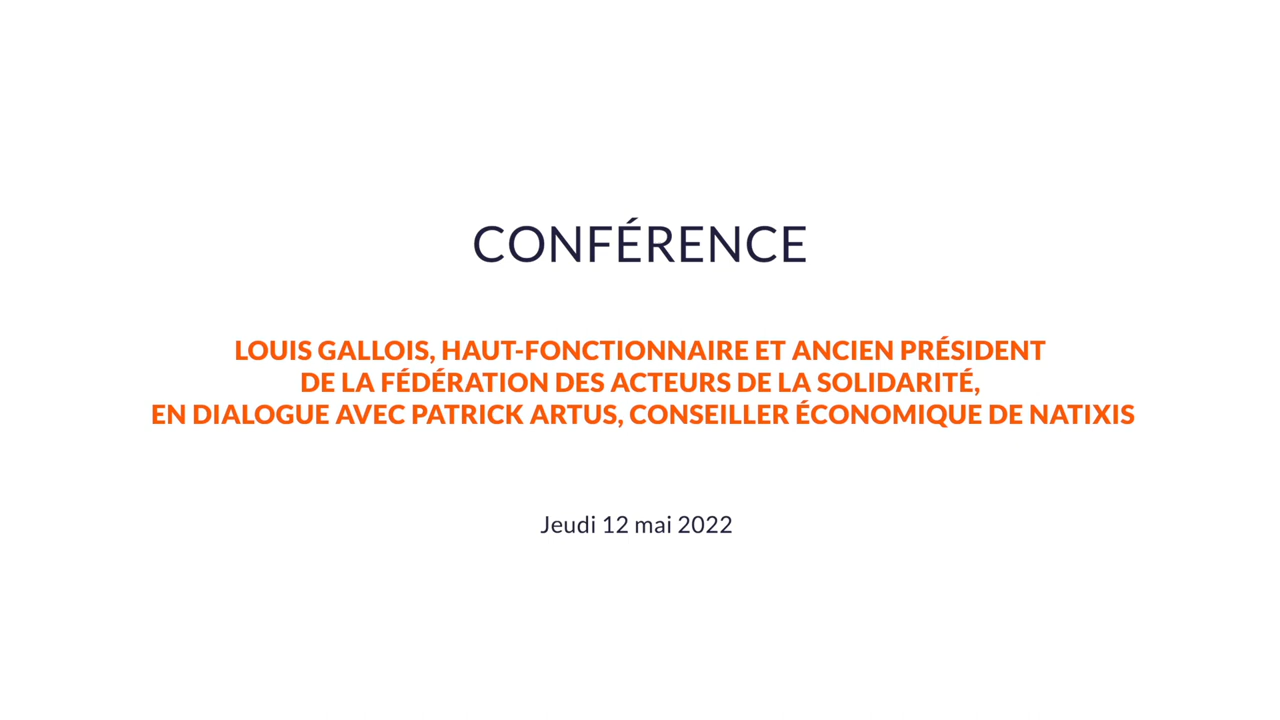 CONFÉRENCE
LOUIS GALLOIS, HAUT-FONCTIONNAIRE ET ANCIEN PRÉSIDENT
DE LA FÉDÉRATION DES ACTEURS DE LA SOLIDARITÉ,
EN DIALOGUE AVEC PATRICK ARTUS, CONSEILLER ÉCONOMIQUE DE NATIXIS
Jeudi 12 mai 2022